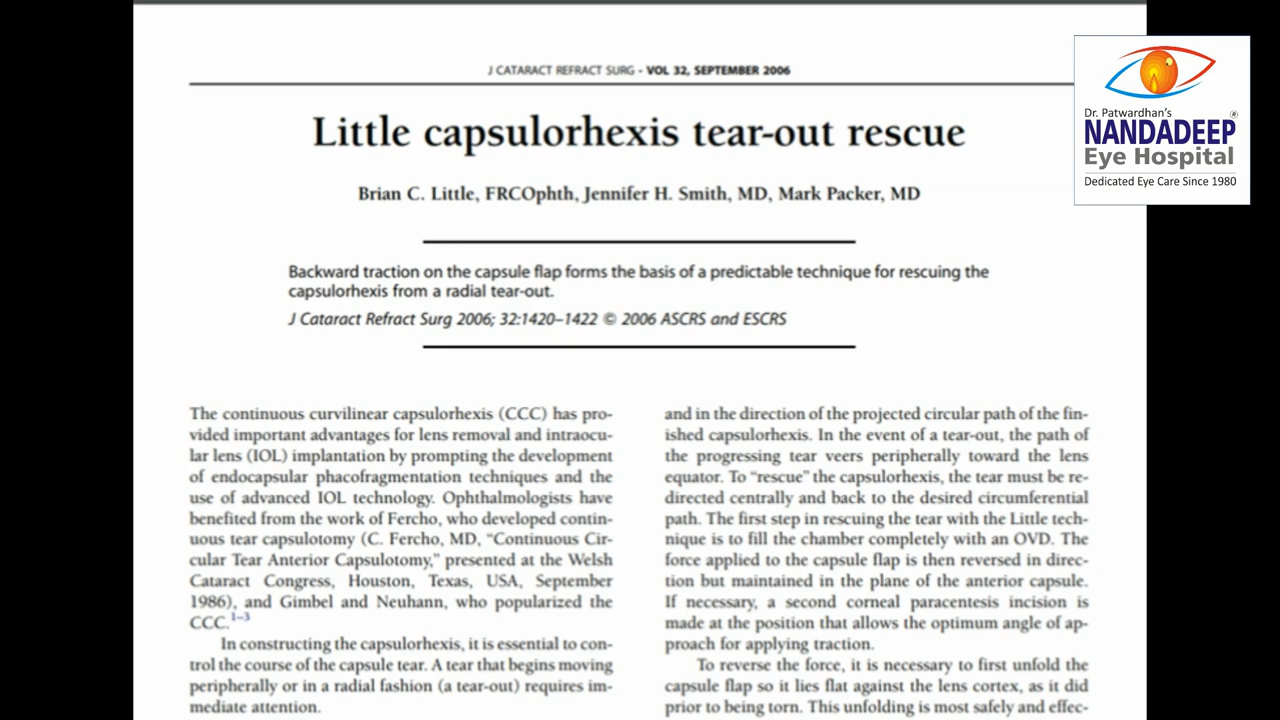 J CATARACT REFRACT SURG - VOL 32, SEPTEMBER 2006
Dr. Patwardhan's
NANDADEEP®
Eye Hospital
Dedicated Eye Care Since 1980
Little capsulorhexis tear-out rescue
Brian C. Little, FRCOphth, Jennifer H. Smith, MD, Mark Packer, MD
Backward traction on the capsule flap forms the basis of a predictable technique for rescuing the
capsulorhexis from a radial tear-out.
J Cataract Refract Surg 2006; 32:1420–1422 © 2006 ASCRS and ESCRS
The continuous curvilinear capsulorhexis (CCC) has pro-
vided important advantages for lens removal and intraocu-
lar lens (IOL) implantation by prompting the development
of endocapsular phacofragmentation techniques and the
use of advanced IOL technology. Ophthalmologists have
benefited from the work of Fercho, who developed contin-
uous tear capsulotomy (C. Fercho, MD, “Continuous Cir-
cular Tear Anterior Capsulotomy,” presented at the Welsh
Cataract Congress, Houston, Texas, USA, September
1986), and Gimbel and Neuhann, who popularized the
CCC.1–3
In constructing the capsulorhexis, it is essential to con-
trol the course of the capsule tear. A tear that begins moving
peripherally or in a radial fashion (a tear-out) requires im-
mediate attention.
and in the direction of the projected circular path of the fin-
ished capsulorhexis. In the event of a tear-out, the path of
the progressing tear veers peripherally toward the lens
equator. To “rescue” the capsulorhexis, the tear must be re-
directed centrally and back to the desired circumferential
path. The first step in rescuing the tear with the Little tech-
nique is to fill the chamber completely with an OVD. The
force applied to the capsule flap is then reversed in direc-
tion but maintained in the plane of the anterior capsule.
If necessary, a second corneal paracentesis incision is
made at the position that allows the optimum angle of ap-
proach for applying traction.
To reverse the force, it is necessary to first unfold the
capsule flap so it lies flat against the lens cortex, as it did
prior to being torn. This unfolding is most safely and effec-